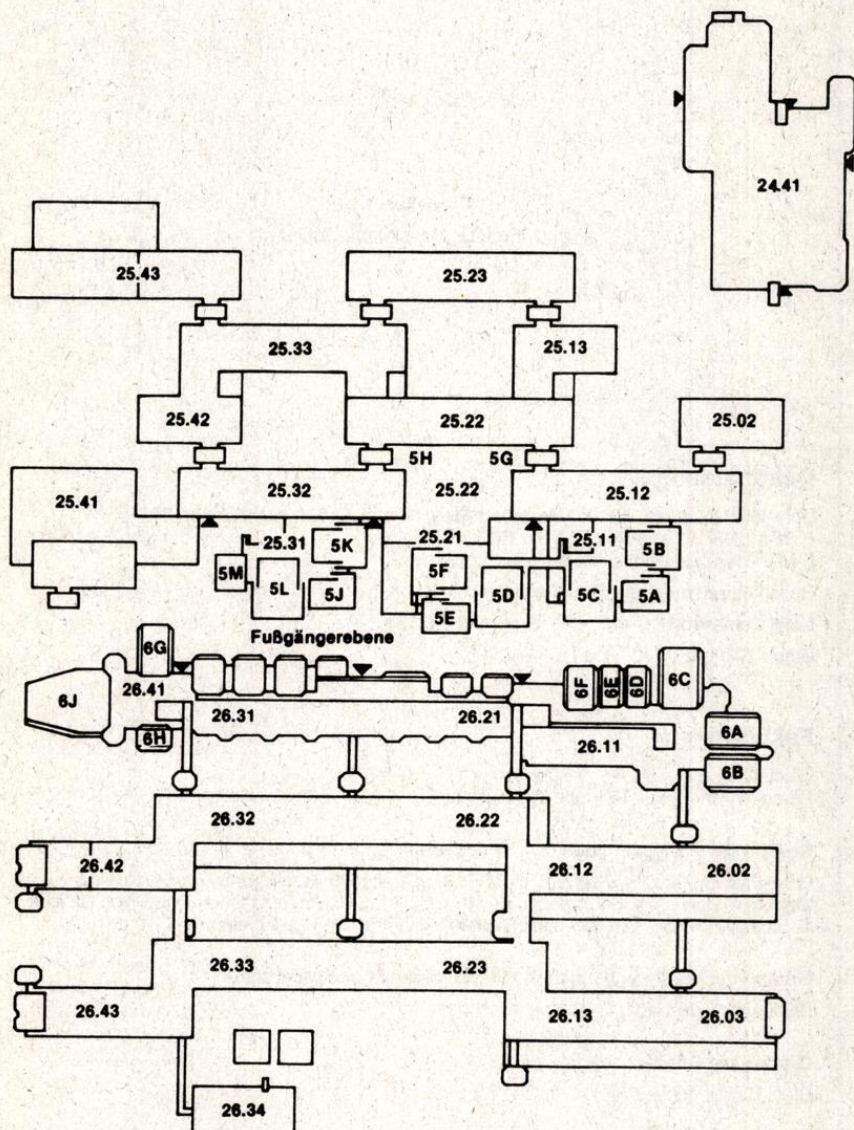 24.41
25.43 25.23
25.33 25.13
25.42 25.22 25.02
5H 5G
25.41 25.32 25.22 25.12
25.31 5K 25.21 25.11 5B
5M 5L 5J 5F 5E 5D 5C 5A
Fußgängerebene
6G 6J 26.41 6H 6F 6E 6D 6C
26.31 26.21 26.11 6A
6B
26.32 26.22
26.42 26.12 26.02
26.33 26.23
26.43 26.13 26.03
26.34